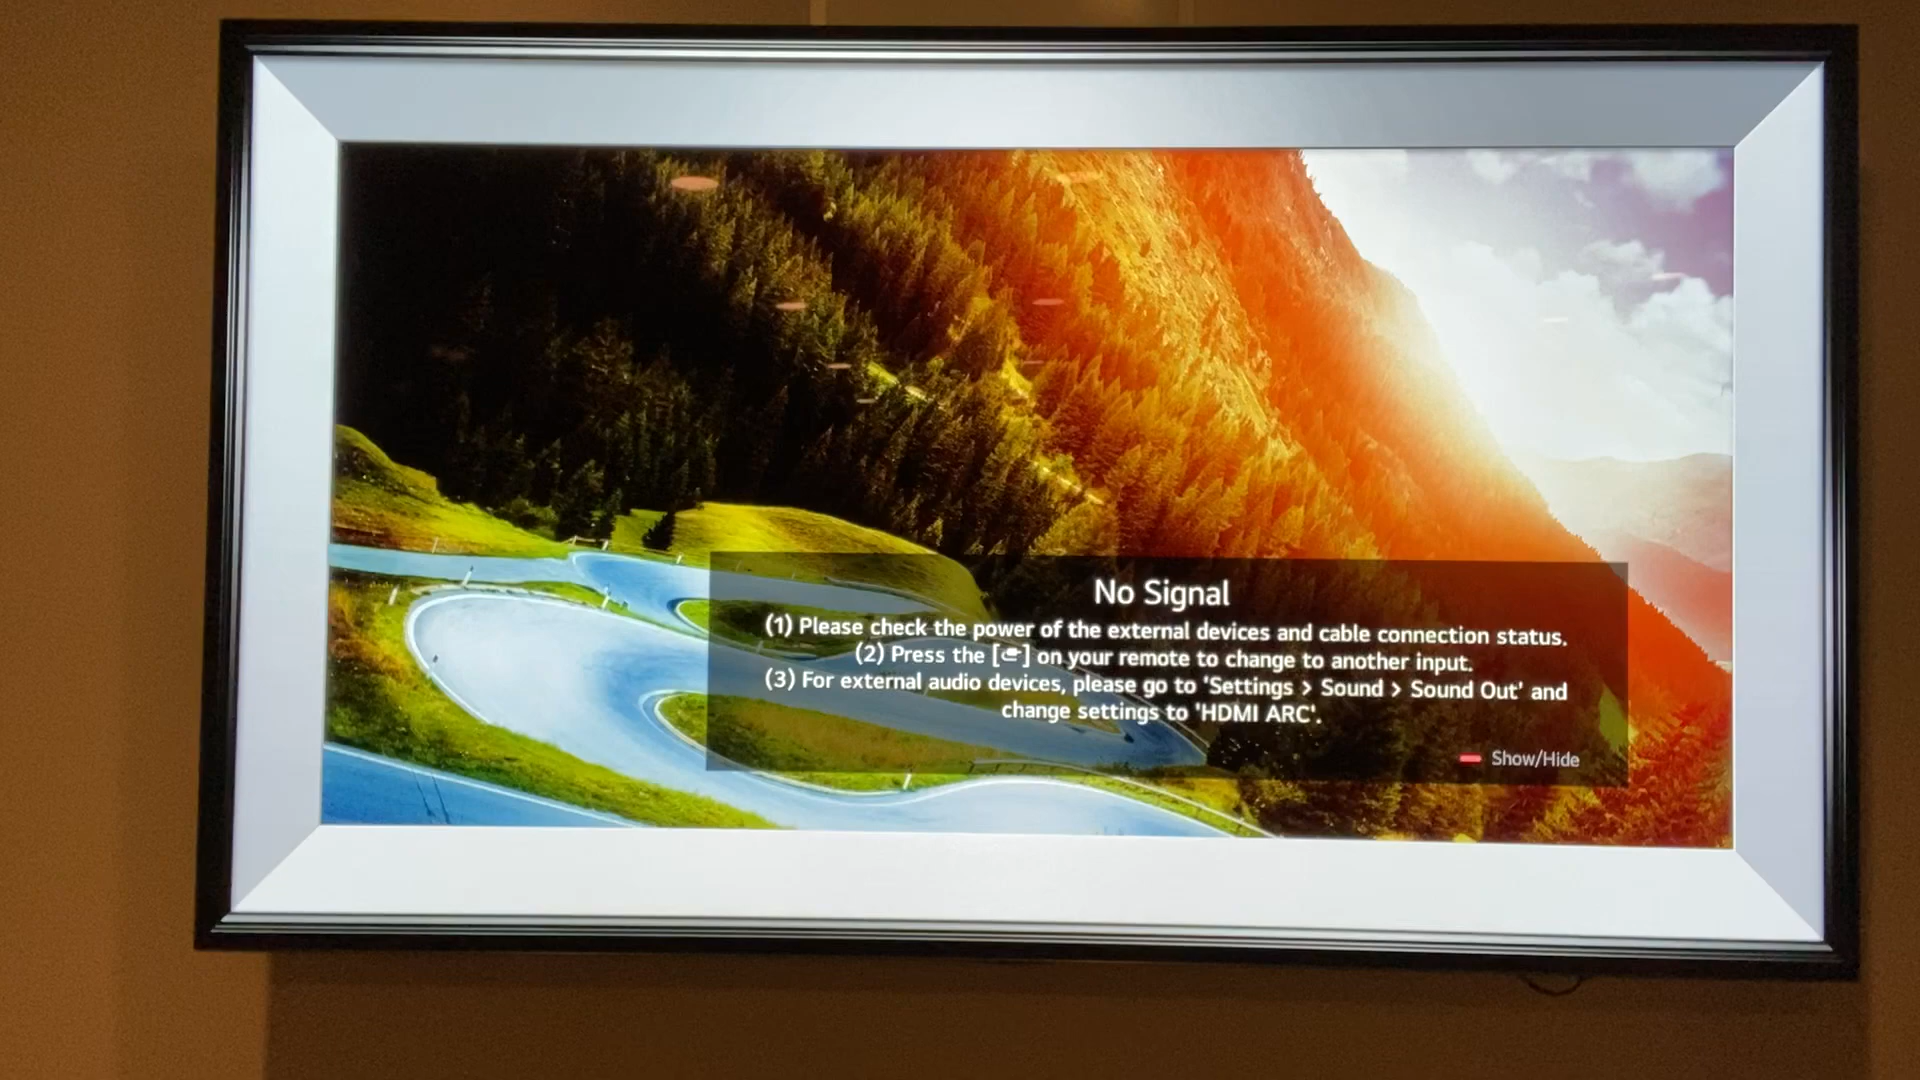 No Signal
(1) Please check the power of the external devices and cable connection status.
(2) Press the [ ] on your remote to change to another input.
(3) For external audio devices, please go to 'Settings > Sound > Sound Out' and
change settings to 'HDMI ARC'.
Show/Hide